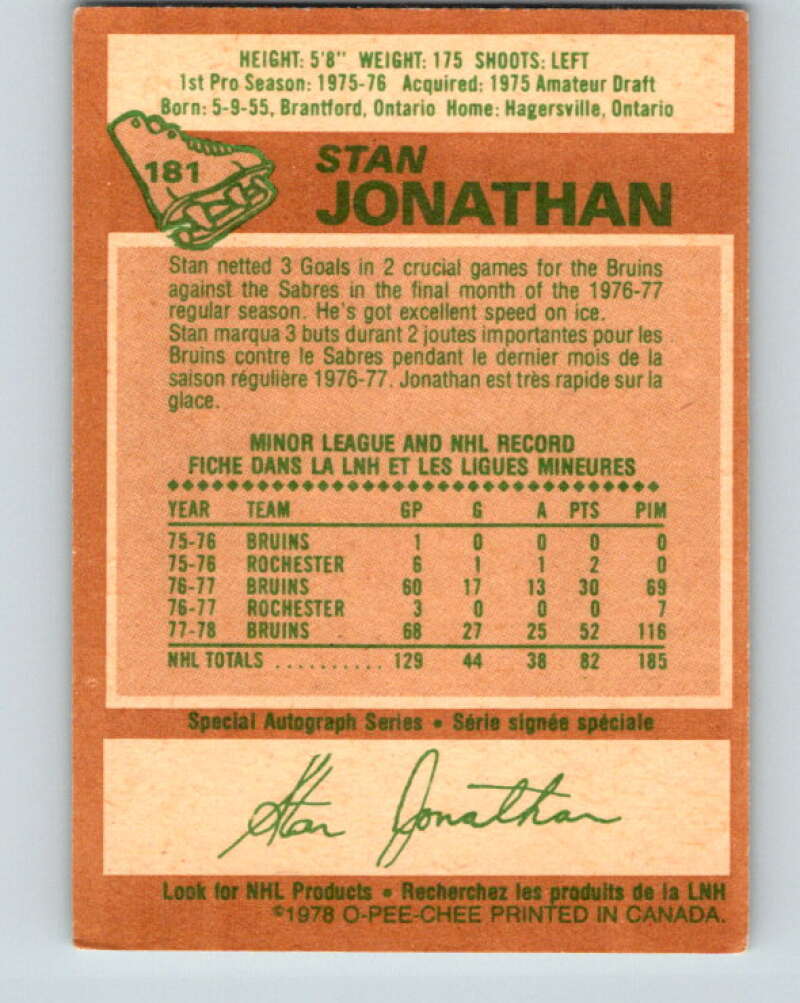 HEIGHT: 5'8" WEIGHT: 175 SHOOTS: LEFT
1st Pro Season: 1975-76 Acquired: 1975 Amateur Draft
Born: 5-9-55, Brantford, Ontario Home: Hagersville, Ontario
181
STAN
JONATHAN
Stan netted 3 Goals in 2 crucial games for the Bruins
against the Sabres in the final month of the 1976-77
regular season. He's got excellent speed on ice.
Stan marqua 3 buts durant 2 joutes importantes pour les
Bruins contre le Sabres pendant le dernier mois de la
saison régulière 1976-77. Jonathan est très rapide sur la
glace.
MINOR LEAGUE AND NHL RECORD
FICHE DANS LA LNH ET LES LIGUES MINEURES
YEAR TEAM GP G A PTS PIM
75-76 BRUINS 1 0 0 0 0
75-76 ROCHESTER 6 1 1 2 0
76-77 BRUINS 60 17 13 30 69
76-77 ROCHESTER 3 0 0 0 7
77-78 BRUINS 68 27 25 52 116
NHL TOTALS .......... 129 44 38 82 185
Special Autograph Series • Série signée spéciale
Stan Jonathan
Look for NHL Products • Recherchez les produits de la LNH
©1978 O-PEE-CHEE PRINTED IN CANADA.